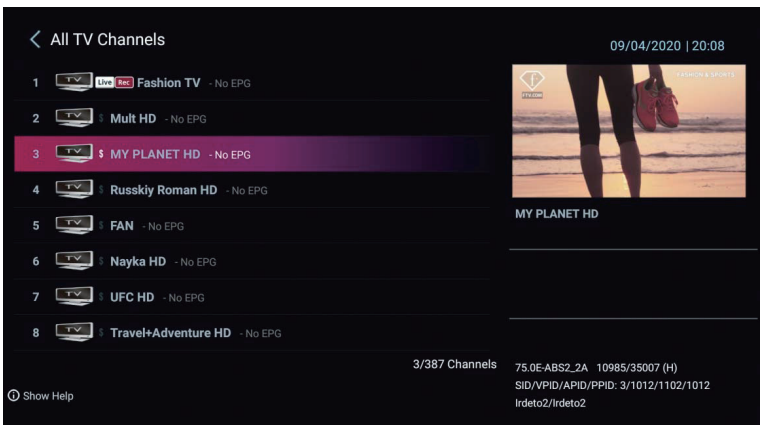 All TV Channels
09/04/2020 | 20:08
1 TV Live Rec Fashion TV - No EPG
2 TV $ Mult HD - No EPG
3 TV $ MY PLANET HD - No EPG
4 TV $ Russkiy Roman HD - No EPG
5 TV $ FAN - No EPG
6 TV $ Nayka HD - No EPG
7 TV $ UFC HD - No EPG
8 TV $ Travel+Adventure HD - No EPG
3/387 Channels
Show Help
F
FTV.COM
FASHION & SPORTS
MY PLANET HD
75.0E-ABS2_2A 10985/35007 (H)
SID/VPID/APID/PPID: 3/1012/1102/1012
Irdeto2/Irdeto2